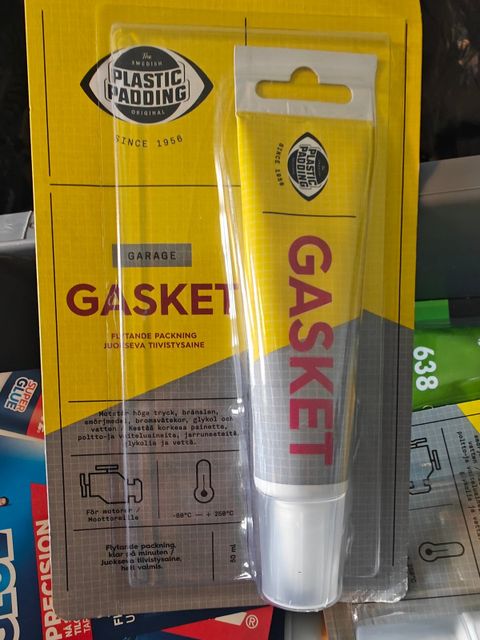 The
SWEDISH
PLASTIC
PADDING
ORIGINAL
SINCE 1956
PLASTIC
PADDING
SINCE 1956
GARAGE
GASKET
FLYTANDE PACKNING
JUOKSEVA TIIVISTYSAINE
GASKET
Motstår höga tryck, bränslen,
smörjmedel, bromsvätskor, glykol och
vatten / Kestää korkeaa painetta,
poltto-ja voiteluaineita, jarrunesteitä,
glykolia ja vettä.
För motorer /
Moottoreille
-60°C — + 250°C
Flytande packning,
klar på minuten /
Juokseva tiivistysaine,
heti valmis.
50 ml
638
SUPER
GLUE
PRECISION
®